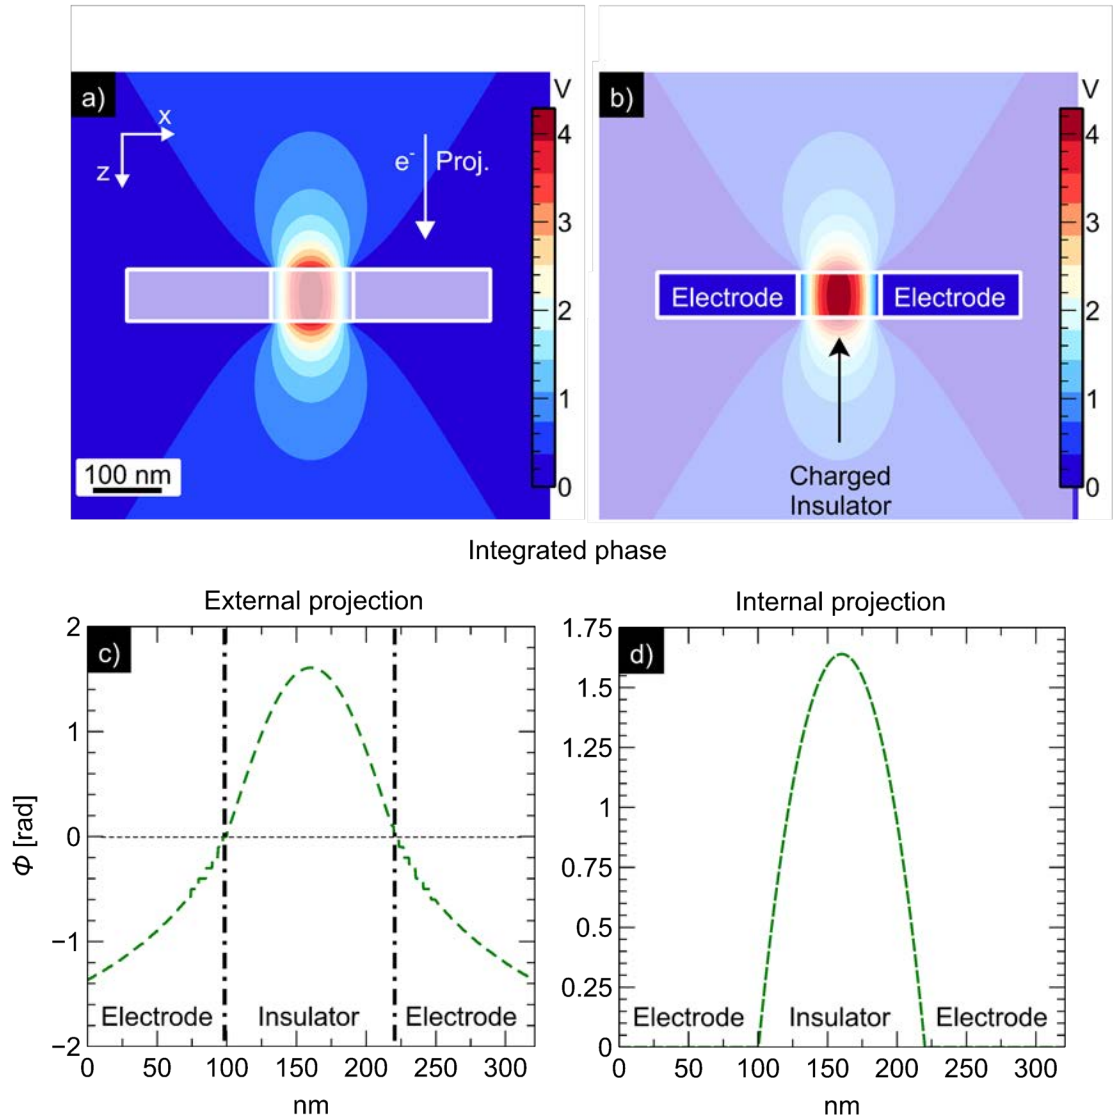 a)
x
z
e- Proj.
V
4
3
2
1
0
100 nm
b)
V
4
3
2
1
0
Electrode
Electrode
Charged
Insulator
Integrated phase
External projection
c)
2
1
0
−1
−2
Φ [rad]
Electrode
Insulator
Electrode
0 50 100 150 200 250 300
nm
Internal projection
d)
1.75
1.5
1.25
1
0.75
0.5
0.25
0
Electrode
Insulator
Electrode
0 50 100 150 200 250 300
nm